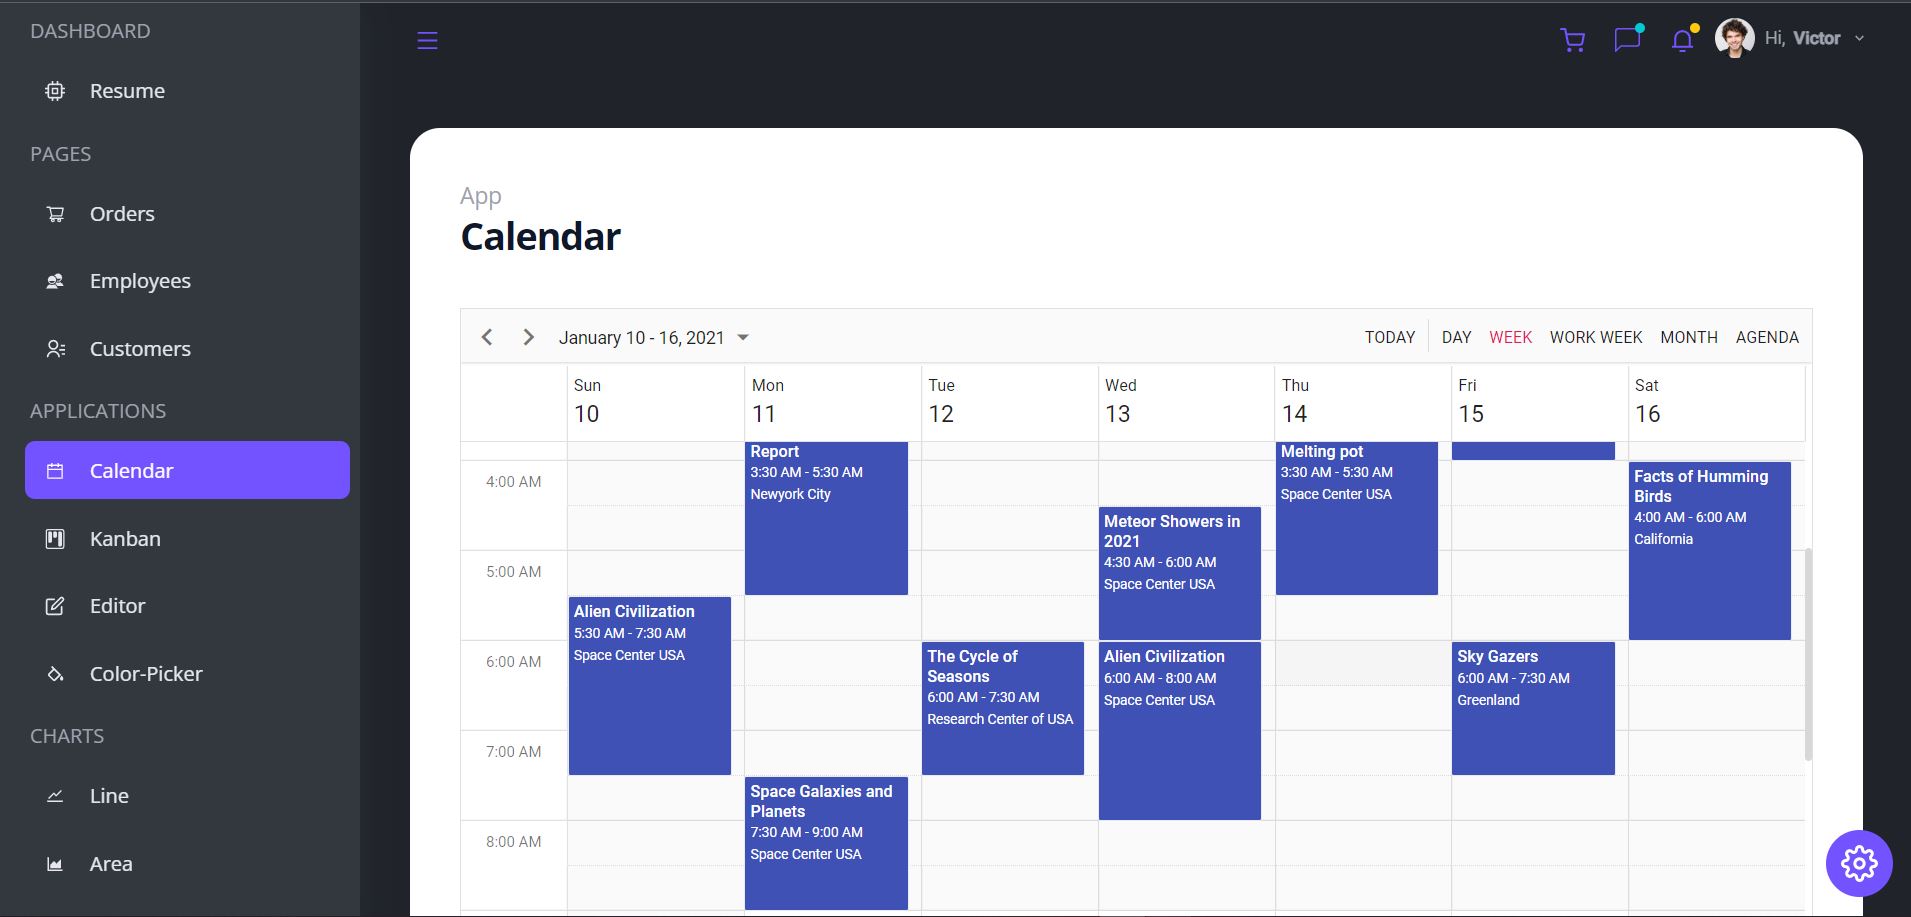 DASHBOARD
Resume
PAGES
Orders
Employees
Customers
APPLICATIONS
Calendar
Kanban
Editor
Color-Picker
CHARTS
Line
Area
Hi, Victor
App
Calendar
January 10 - 16, 2021
TODAY DAY WEEK WORK WEEK MONTH AGENDA
Sun Mon Tue Wed Thu Fri Sat
10 11 12 13 14 15 16
4:00 AM
5:00 AM
6:00 AM
7:00 AM
8:00 AM
Alien Civilization
5:30 AM - 7:30 AM
Space Center USA
Report
3:30 AM - 5:30 AM
Newyork City
Space Galaxies and
Planets
7:30 AM - 9:00 AM
Space Center USA
The Cycle of
Seasons
6:00 AM - 7:30 AM
Research Center of USA
Meteor Showers in
2021
4:30 AM - 6:00 AM
Space Center USA
Alien Civilization
6:00 AM - 8:00 AM
Space Center USA
Melting pot
3:30 AM - 5:30 AM
Space Center USA
Sky Gazers
6:00 AM - 7:30 AM
Greenland
Facts of Humming
Birds
4:00 AM - 6:00 AM
California